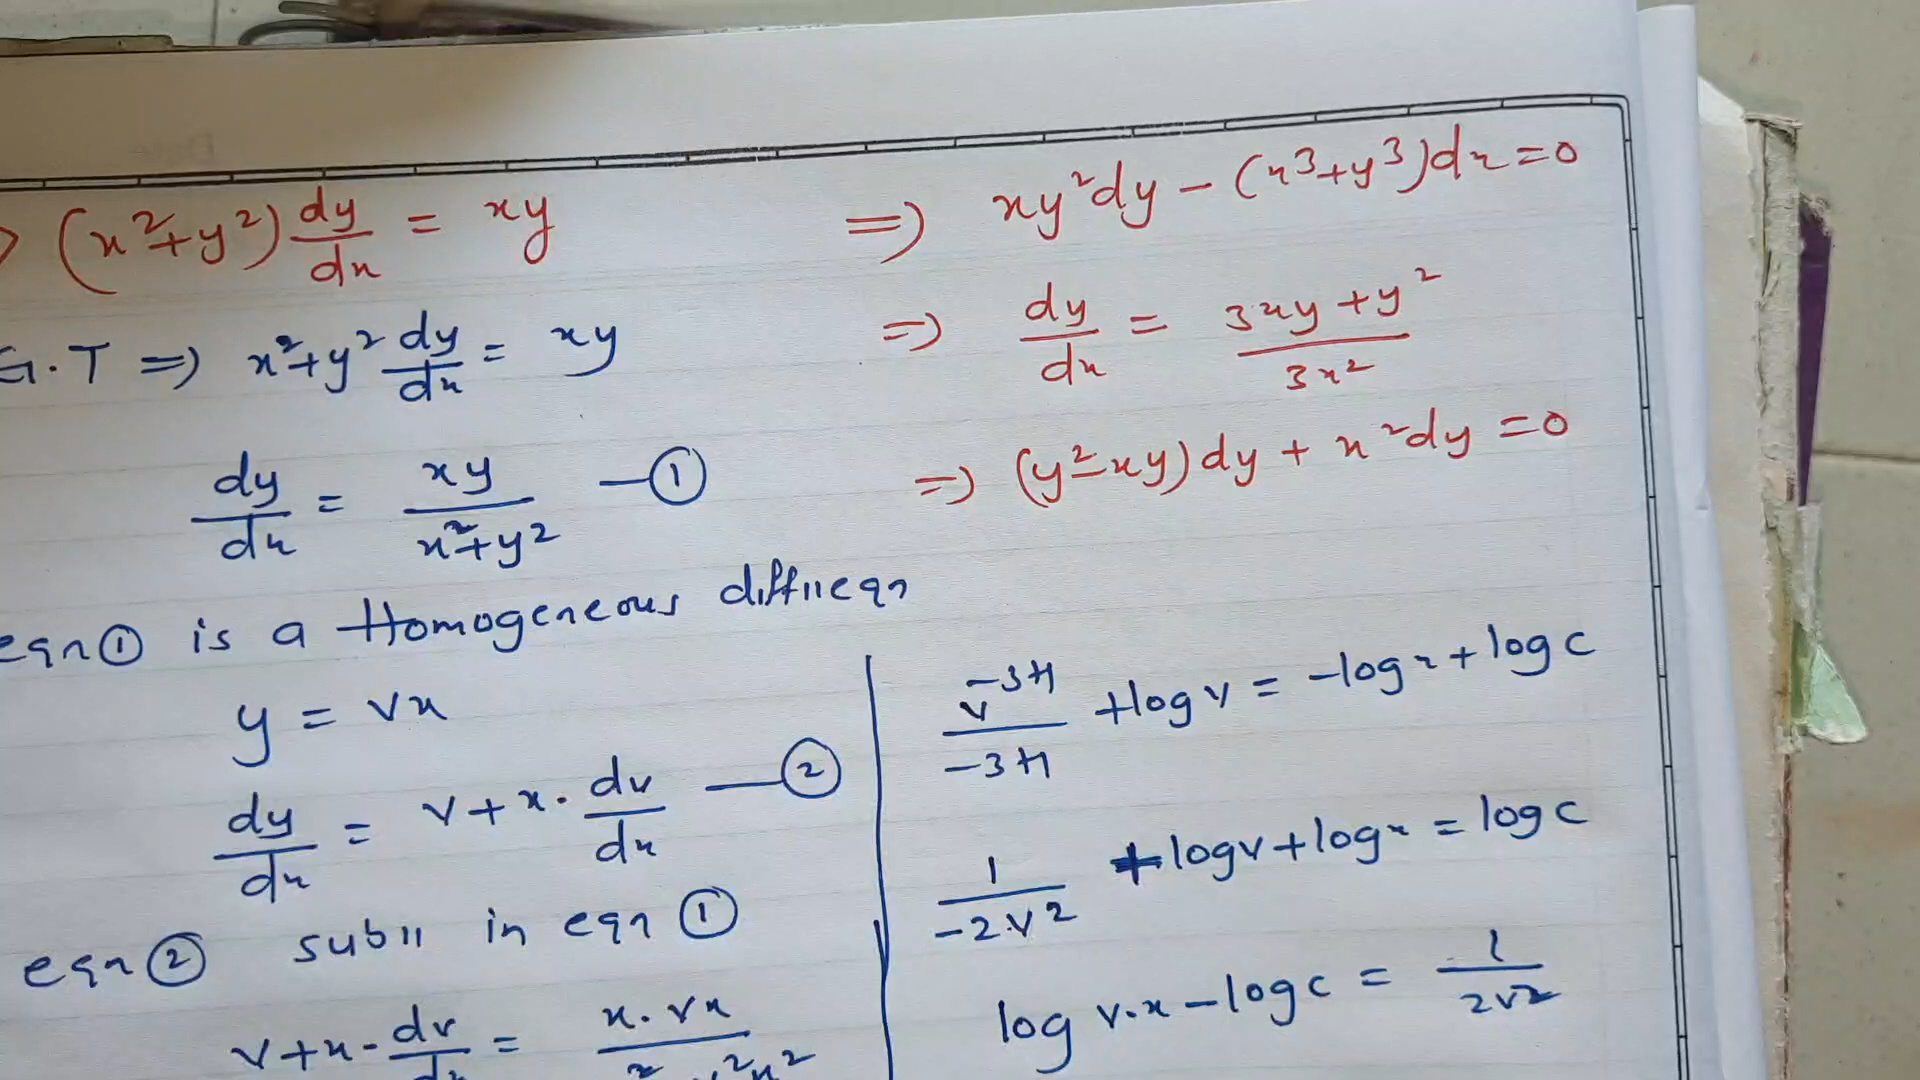 (x²+y²) dy/dx = xy
G.T => x²+y² dy/dx = xy
dy/dx = xy/x²+y² —①
eqn① is a Homogeneous diff11eqn
y = vx
dy/dx = v+x. dv/dx —②
eqn② sub11 in eqn①
v+x. dv/dx = x.vx
=> xy²dy - (x³+y³)dx=0
=> dy/dx = 3xy+y²/3x²
=> (y²-xy)dy + x²dy =0
v⁻³⁺¹/-3+1 +log v = -log x + log c
1/-2v² + log v + log x = log c
log v.x - log c = 1/2v²